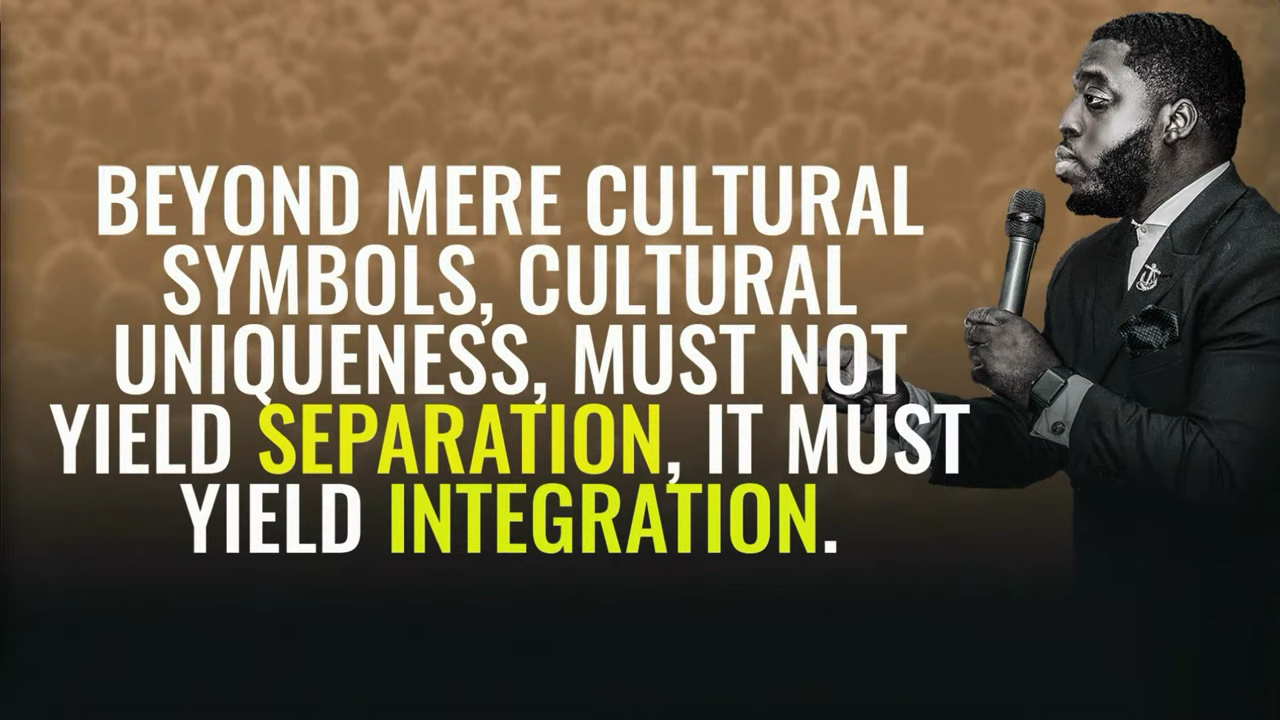 BEYOND MERE CULTURAL
SYMBOLS, CULTURAL
UNIQUENESS, MUST NOT
YIELD SEPARATION, IT MUST
YIELD INTEGRATION.